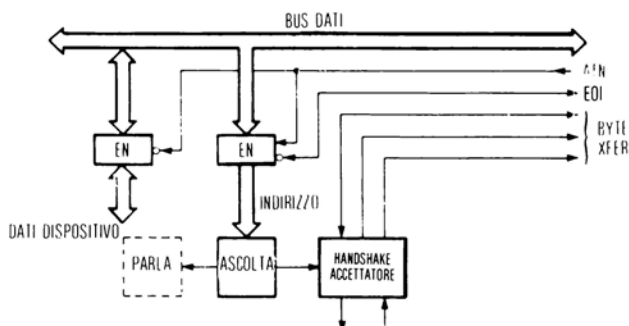 BUS DATI
EOI
BYTE
XFER
EN
EN
INDIRIZZO
DATI DISPOSITIVO
PARLA
ASCOLTA
HANDSHAKE
ACCETTATORE